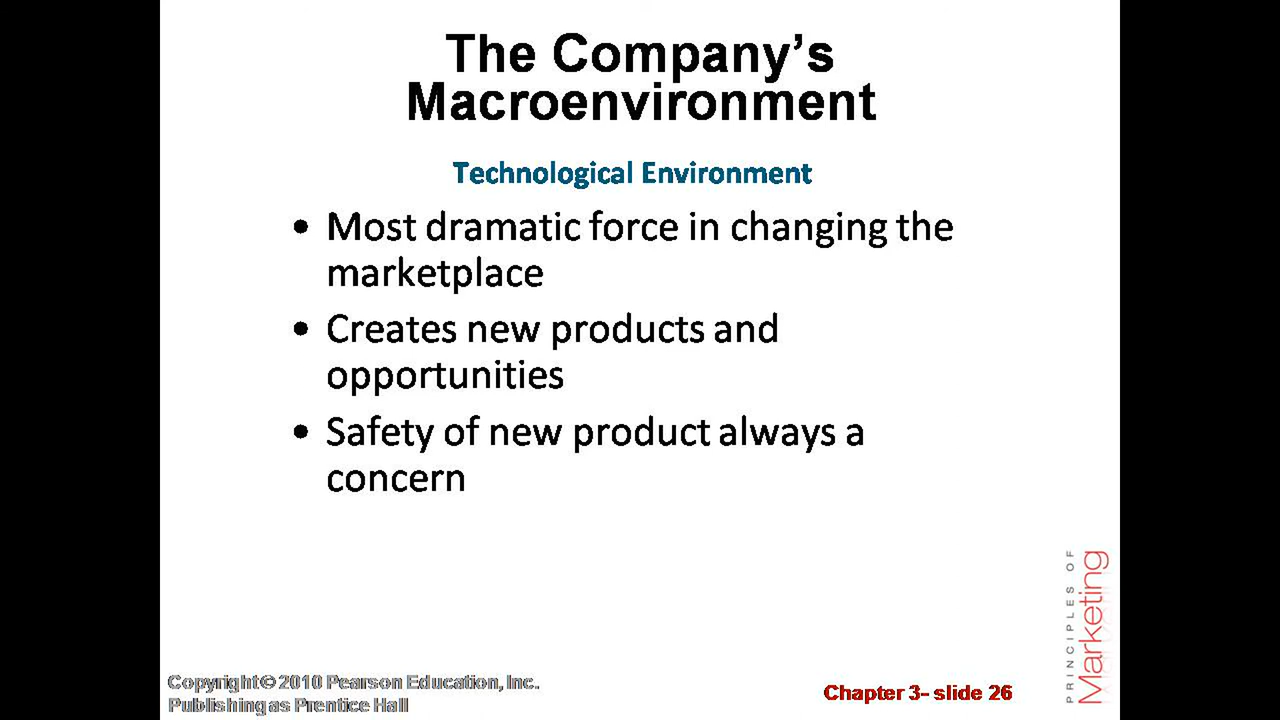 The Company’s
Macroenvironment
Technological Environment
• Most dramatic force in changing the
marketplace
• Creates new products and
opportunities
• Safety of new product always a
concern
PRINCIPLES OF
Marketing
Copyright © 2010 Pearson Education, Inc.
Publishing as Prentice Hall
Chapter 3- slide 26